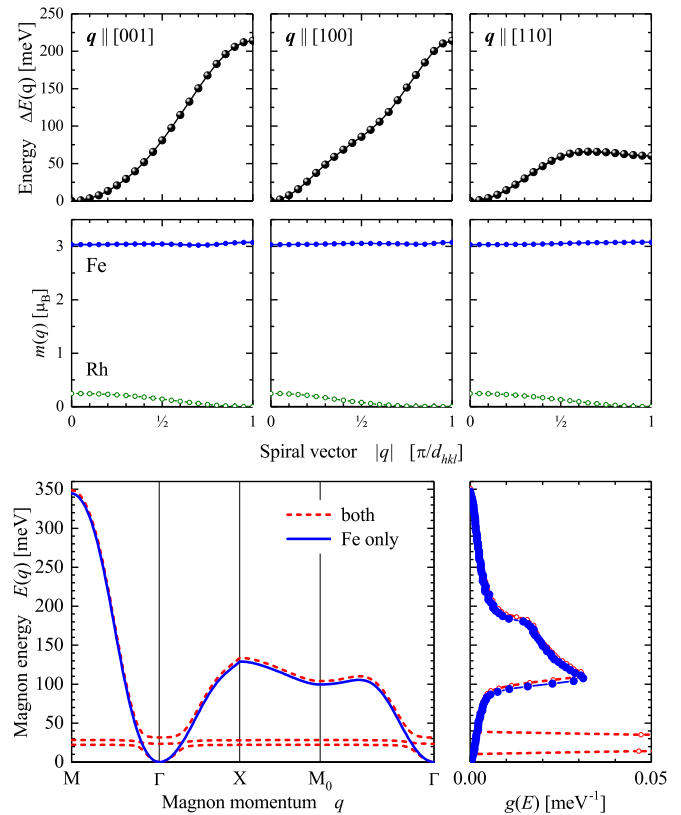 q || [001]
q || [100]
q || [110]
Energy ΔE(q) [meV]
250
200
150
100
50
0
m(q) [μB]
3
2
1
0
Fe
Rh
0 ½ 0 ½ 0 ½ 1
Spiral vector |q| [π/dhkl]
Magnon energy E(q) [meV]
350
300
250
200
150
100
50
0
both
Fe only
M Γ X M0 Γ
Magnon momentum q
0.00 0.05
g(E) [meV-1]